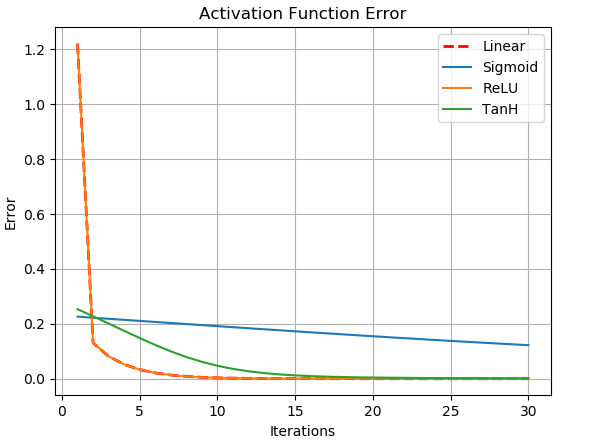 Activation Function Error
Linear
Sigmoid
ReLU
TanH
1.2
1.0
0.8
0.6
0.4
0.2
0.0
Error
0 5 10 15 20 25 30
Iterations